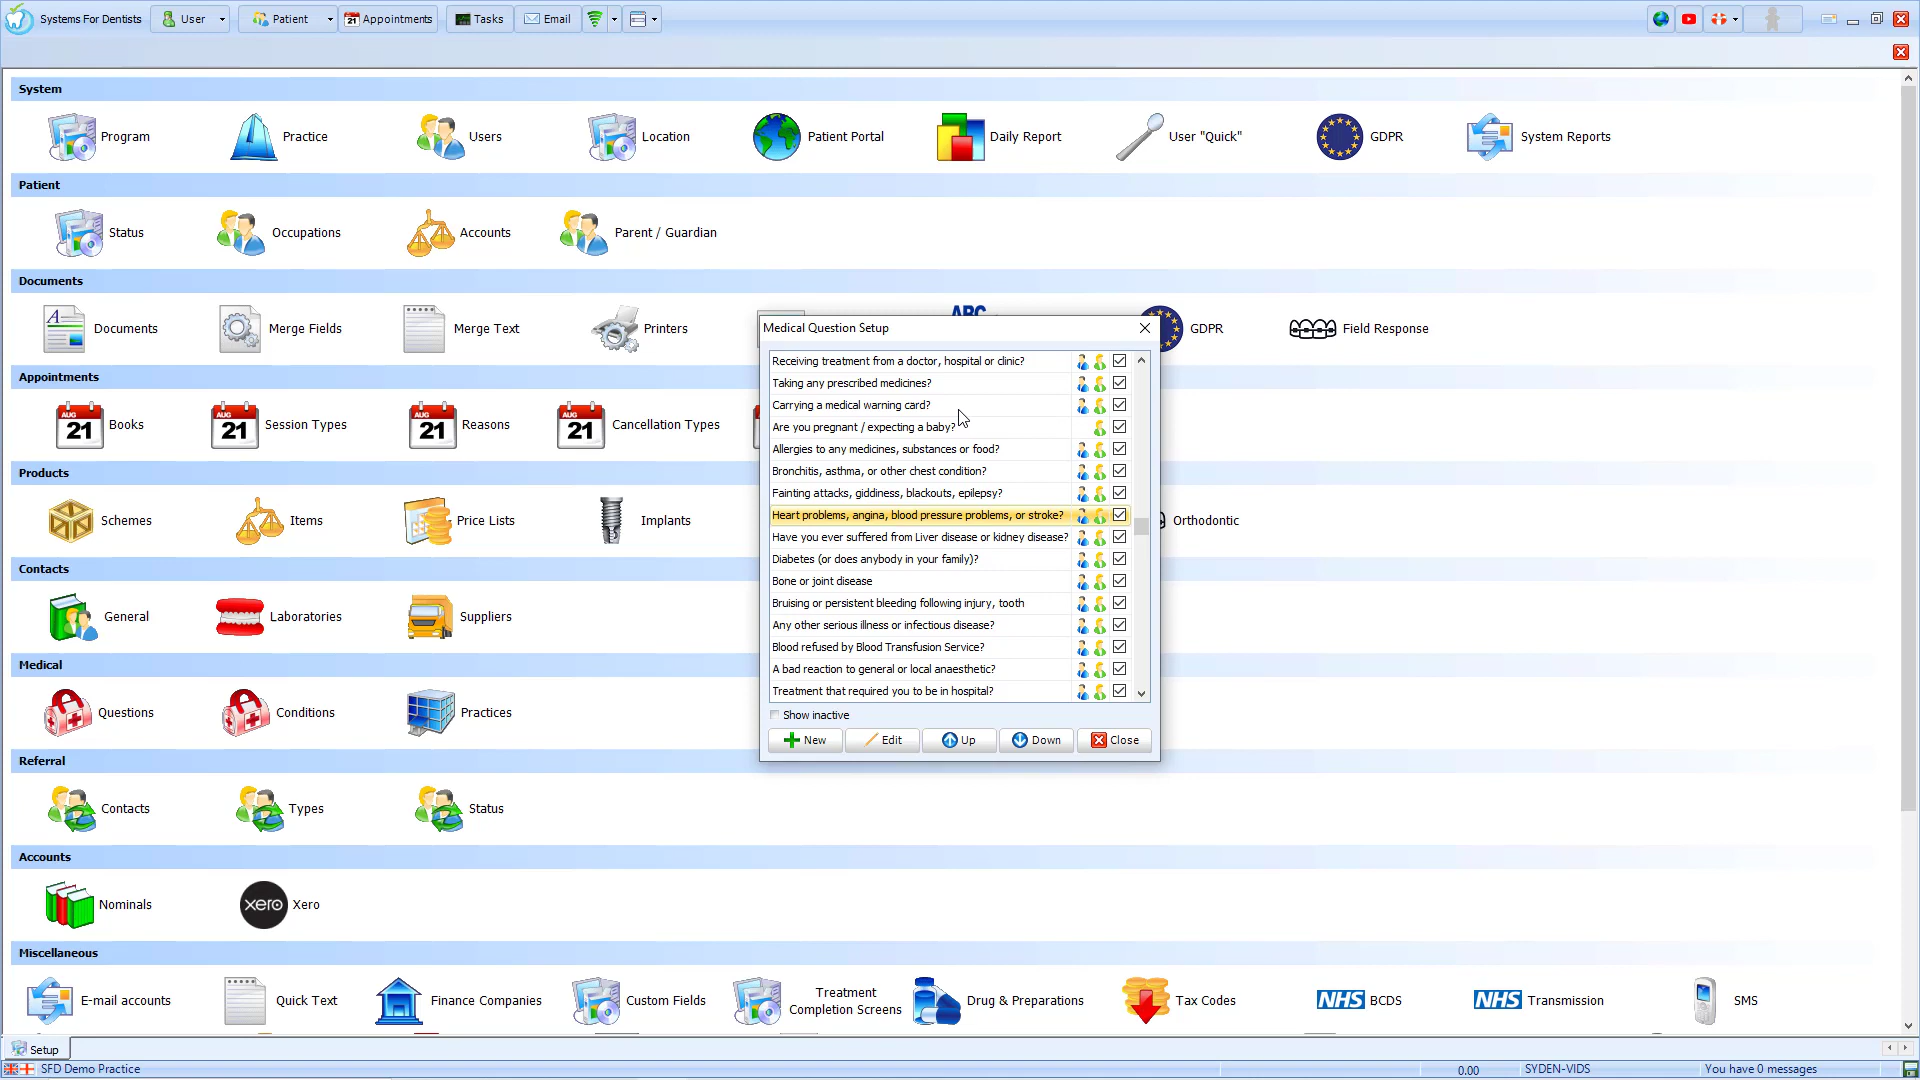 Systems For Dentists User Patient 21 Appointments Tasks Email
System
Program Practice Users Location Patient Portal Daily Report User "Quick" GDPR System Reports
Patient
Status Occupations Accounts Parent / Guardian
Documents
Documents Merge Fields Merge Text Printers ABC GDPR Field Response
Medical Question Setup
Receiving treatment from a doctor, hospital or clinic?
Taking any prescribed medicines?
Carrying a medical warning card?
Are you pregnant / expecting a baby?
Allergies to any medicines, substances or food?
Bronchitis, asthma, or other chest condition?
Fainting attacks, giddiness, blackouts, epilepsy?
Heart problems, angina, blood pressure problems, or stroke?
Have you ever suffered from Liver disease or kidney disease?
Diabetes (or does anybody in your family)?
Bone or joint disease
Bruising or persistent bleeding following injury, tooth
Any other serious illness or infectious disease?
Blood refused by Blood Transfusion Service?
A bad reaction to general or local anaesthetic?
Treatment that required you to be in hospital?
Show inactive
New Edit Up Down Close
Appointments
AUG 21 Books AUG 21 Session Types AUG 21 Reasons AUG 21 Cancellation Types
Products
Schemes Items Price Lists Implants Orthodontic
Contacts
General Laboratories Suppliers
Medical
Questions Conditions Practices
Referral
Contacts Types Status
Accounts
Nominals xero Xero
Miscellaneous
E-mail accounts Quick Text Finance Companies Custom Fields Treatment
Completion Screens Drug & Preparations Tax Codes NHS BCDS NHS Transmission SMS
Setup
SFD Demo Practice 0.00 SYDEN-VIDS You have 0 messages